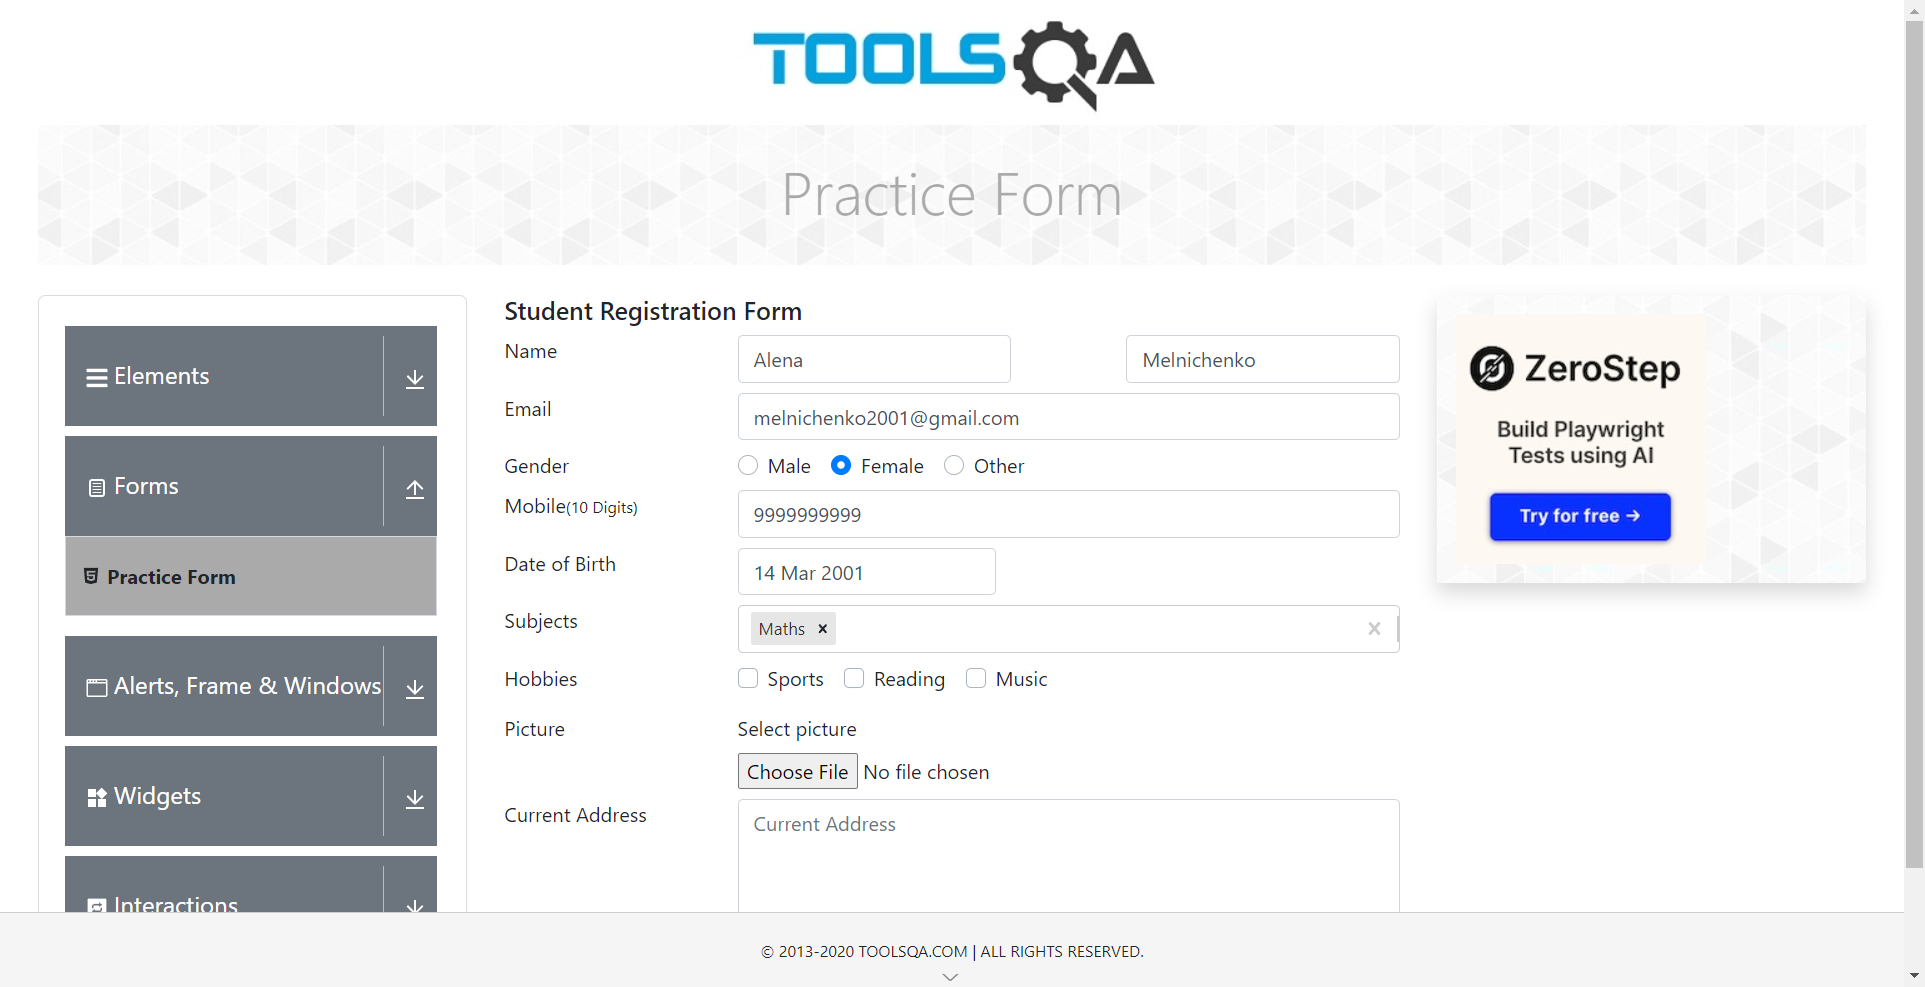 TOOLSQA
Practice Form
Elements
Forms
Practice Form
Alerts, Frame & Windows
Widgets
Interactions
Student Registration Form
Name
Alena
Melnichenko
Email
melnichenko2001@gmail.com
Gender
Male
Female
Other
Mobile(10 Digits)
9999999999
Date of Birth
14 Mar 2001
Subjects
Maths
Hobbies
Sports
Reading
Music
Picture
Select picture
Choose File No file chosen
Current Address
Current Address
ZeroStep
Build Playwright
Tests using AI
Try for free →
© 2013-2020 TOOLSQA.COM | ALL RIGHTS RESERVED.